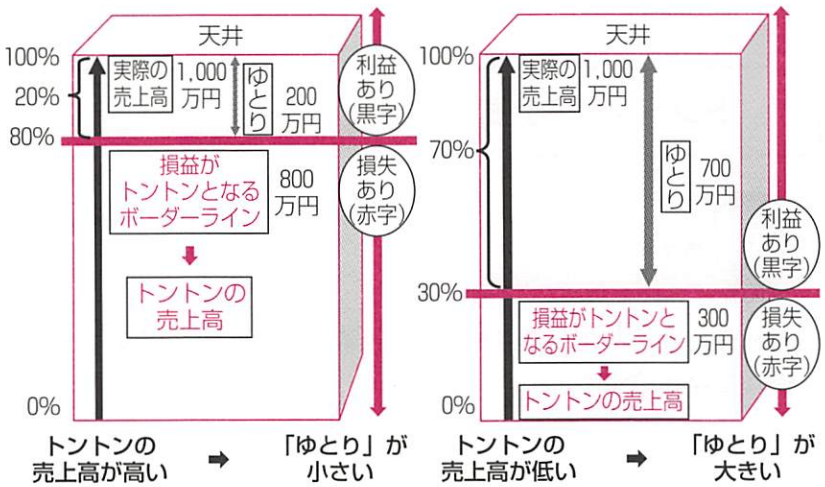 天井
100%
20%
80%
0%
実際の
売上高
1,000
万円
ゆとり
200
万円
利益
あり
(黒字)
損益が
トントンとなる
ボーダーライン
800
万円
損失
あり
(赤字)
トントンの
売上高
トントンの
売上高が高い
➡
「ゆとり」が
小さい
天井
100%
70%
30%
0%
実際の
売上高
1,000
万円
ゆとり
700
万円
利益
あり
(黒字)
損益がトントンと
なるボーダーライン
300
万円
損失
あり
(赤字)
トントンの売上高
トントンの
売上高が低い
➡
「ゆとり」が
大きい